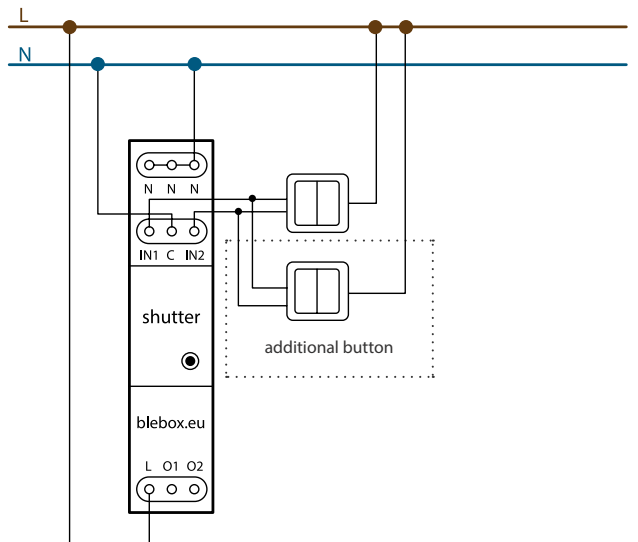 L
N
N N N
IN1 C IN2
shutter
additional button
blebox.eu
L O1 O2